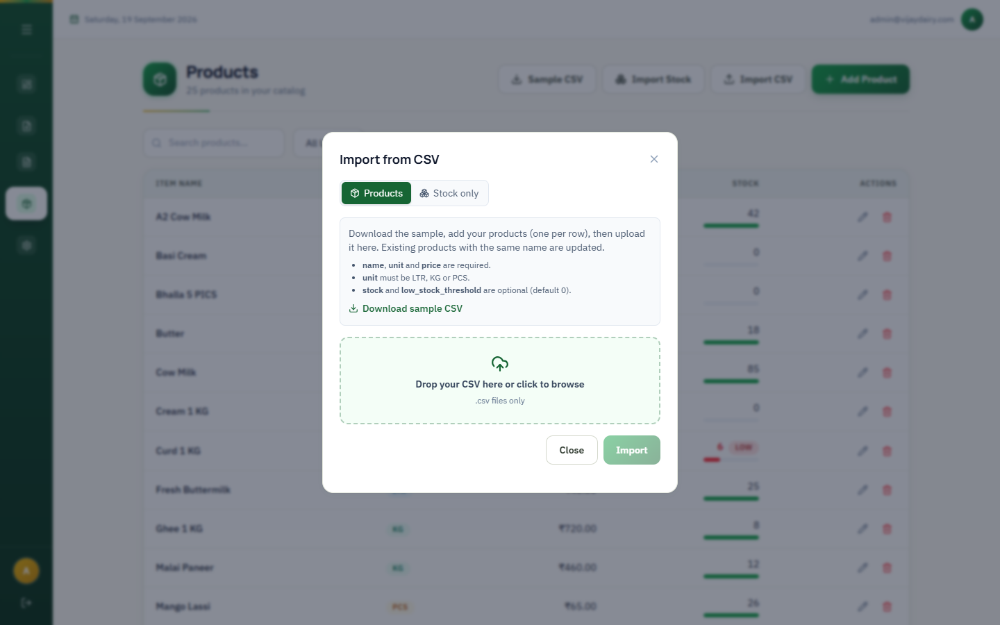 Saturday, 19 September 2026
admin@vijaydairy.com
A
Products
25 products in your catalog
Sample CSV
Import Stock
Import CSV
Add Product
Search products...
All
ITEM NAME
STOCK
ACTIONS
A2 Cow Milk
42
Basi Cream
0
Bhalla 5 PICS
0
Butter
18
Cow Milk
85
Cream 1 KG
0
Curd 1 KG
6 LOW
Fresh Buttermilk
25
Ghee 1 KG
KG
₹720.00
8
Malai Paneer
KG
₹460.00
12
Mango Lassi
PCS
₹65.00
26
A
Import from CSV
Products
Stock only
Download the sample, add your products (one per row), then upload
it here. Existing products with the same name are updated.
• name, unit and price are required.
• unit must be LTR, KG or PCS.
• stock and low_stock_threshold are optional (default 0).
Download sample CSV
Drop your CSV here or click to browse
.csv files only
Close
Import